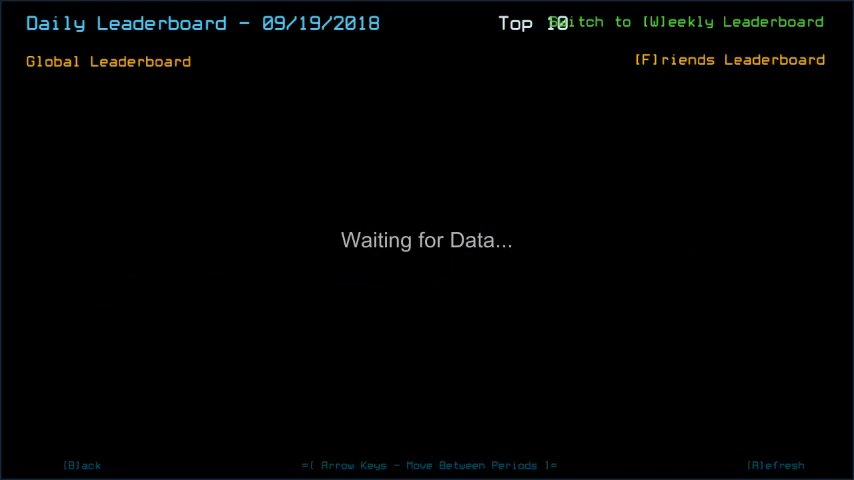 Daily Leaderboard - 09/19/2018
Top 10
Switch to [W]eekly Leaderboard
Global Leaderboard
[F]riends Leaderboard
Waiting for Data...
[B]ack
=[ Arrow Keys - Move Between Periods ]=
[R]efresh